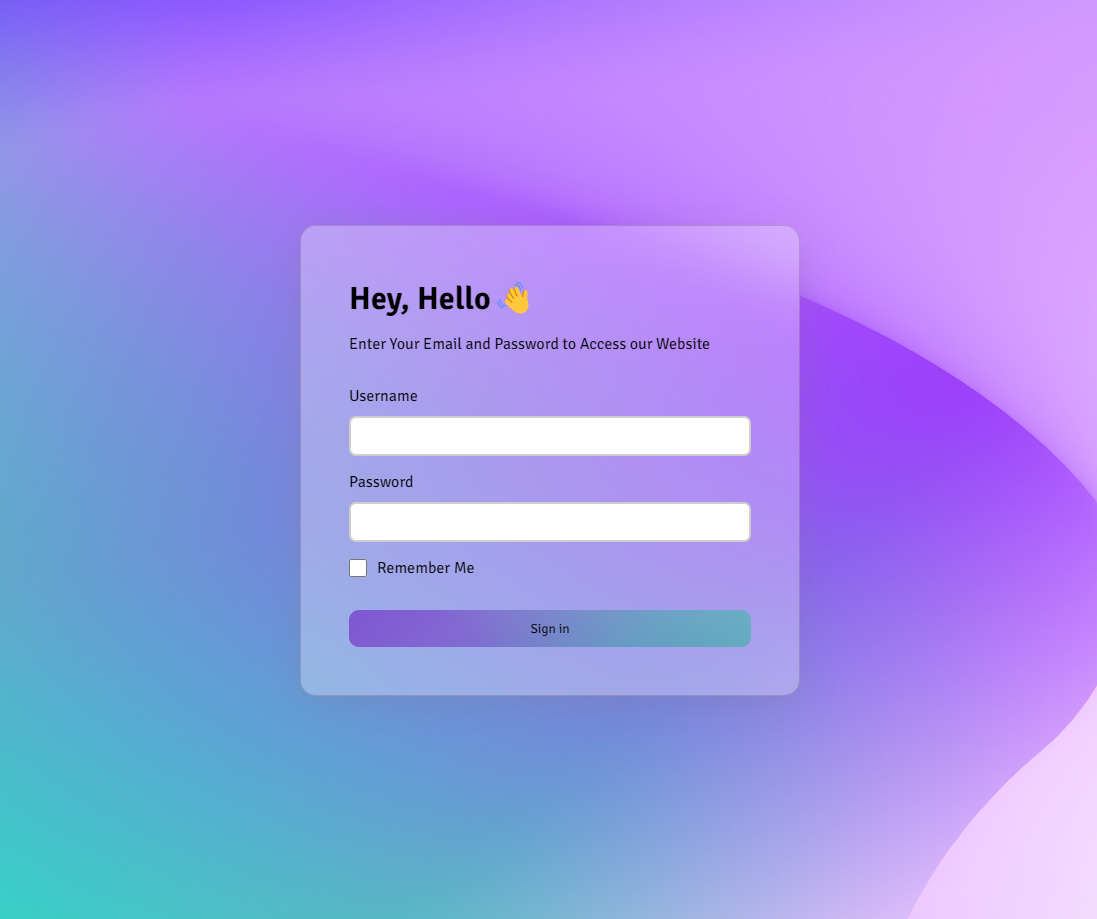 Hey, Hello 👋
Enter Your Email and Password to Access our Website
Username
Password
Remember Me
Sign in